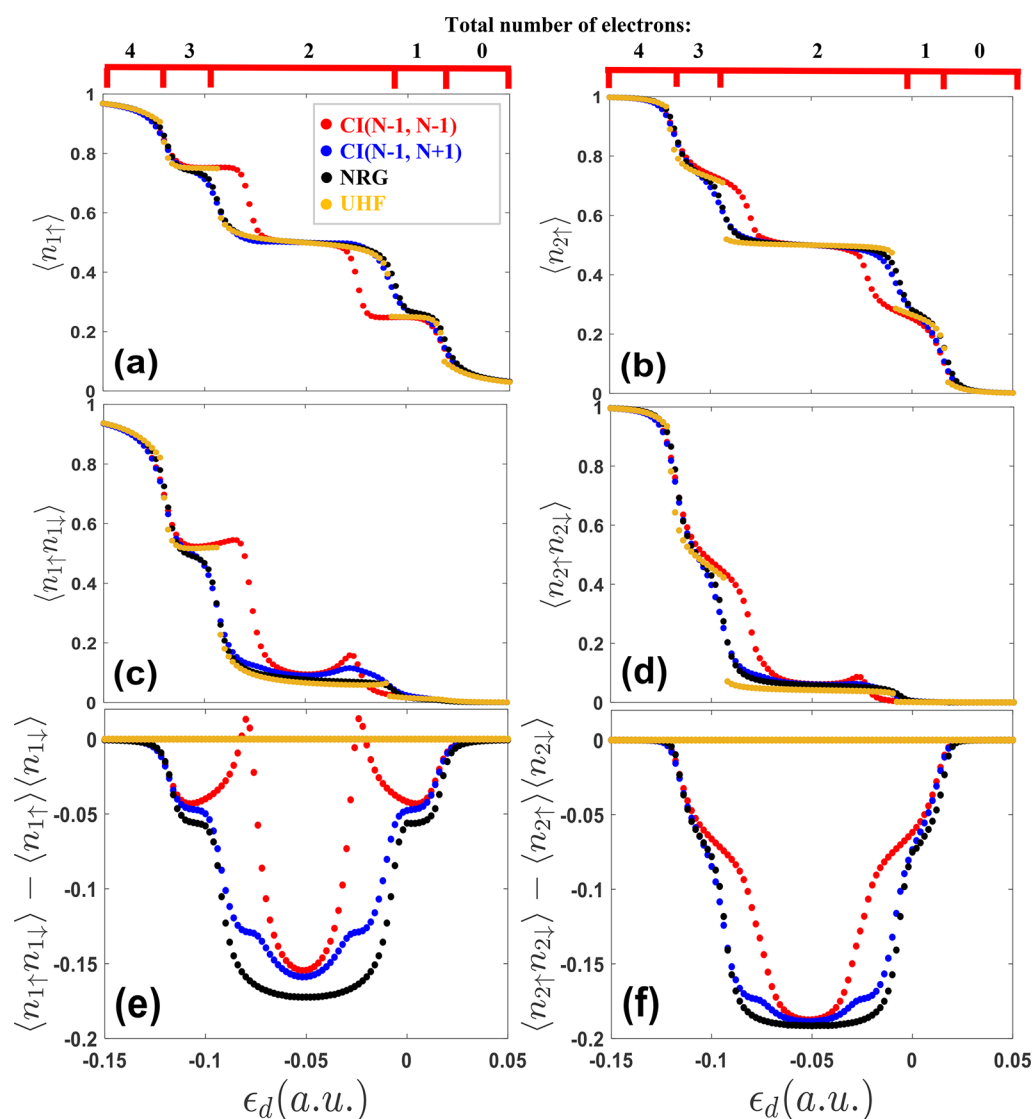 Total number of electrons:
4 3 2 1 0
4 3 2 1 0
1
0.8
0.6
0.4
0.2
0
⟨n1↑⟩
(a)
CI(N-1, N-1)
CI(N-1, N+1)
NRG
UHF
1
0.8
0.6
0.4
0.2
0
⟨n2↑⟩
(b)
1
0.8
0.6
0.4
0.2
0
⟨n1↑n1↓⟩
(c)
1
0.8
0.6
0.4
0.2
0
⟨n2↑n2↓⟩
(d)
0
-0.05
-0.1
-0.15
-0.2
⟨n1↑n1↓⟩ − ⟨n1↑⟩⟨n1↓⟩
(e)
-0.15 -0.1 -0.05 0 0.05
ϵd(a.u.)
0
-0.05
-0.1
-0.15
-0.2
⟨n2↑n2↓⟩ − ⟨n2↑⟩⟨n2↓⟩
(f)
-0.15 -0.1 -0.05 0 0.05
ϵd(a.u.)